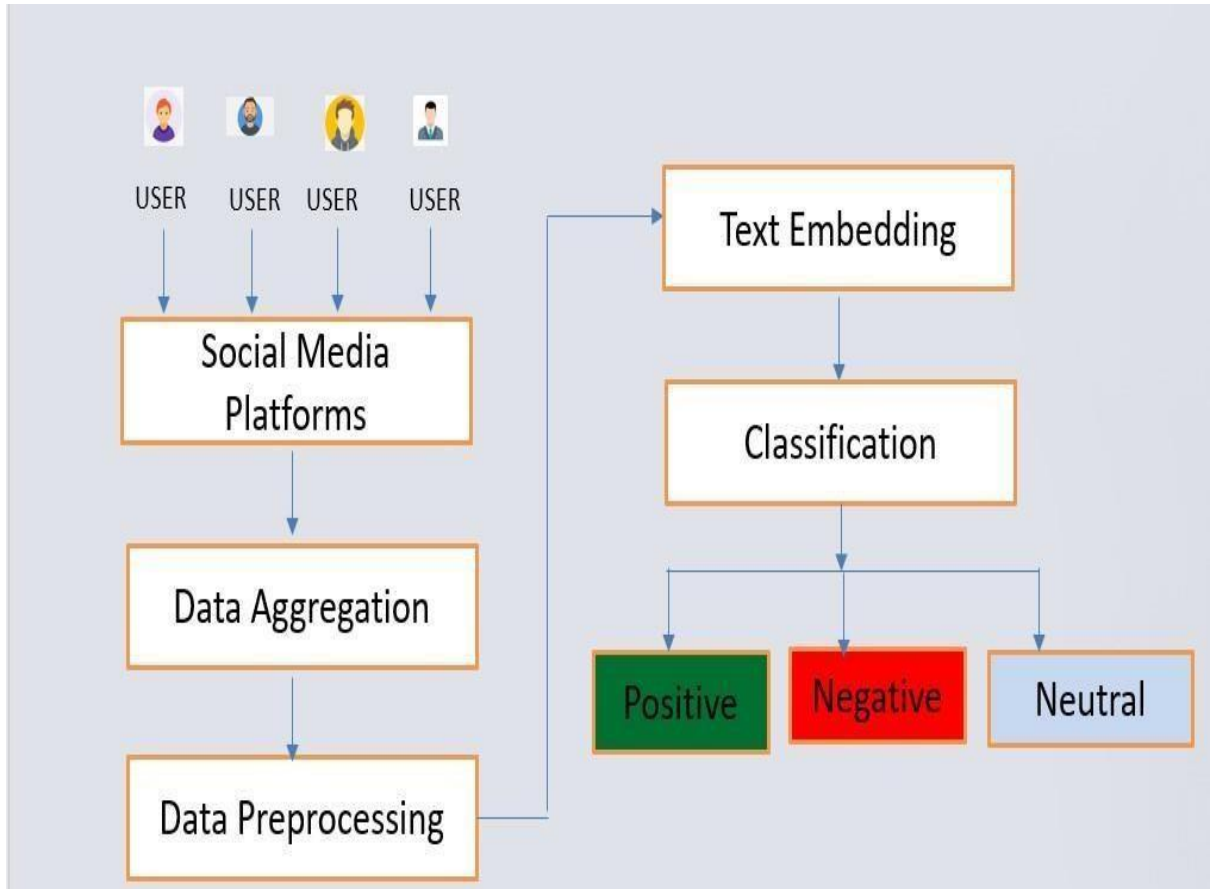 USER USER USER USER
Social Media
Platforms
Data Aggregation
Data Preprocessing
Text Embedding
Classification
Positive Negative Neutral